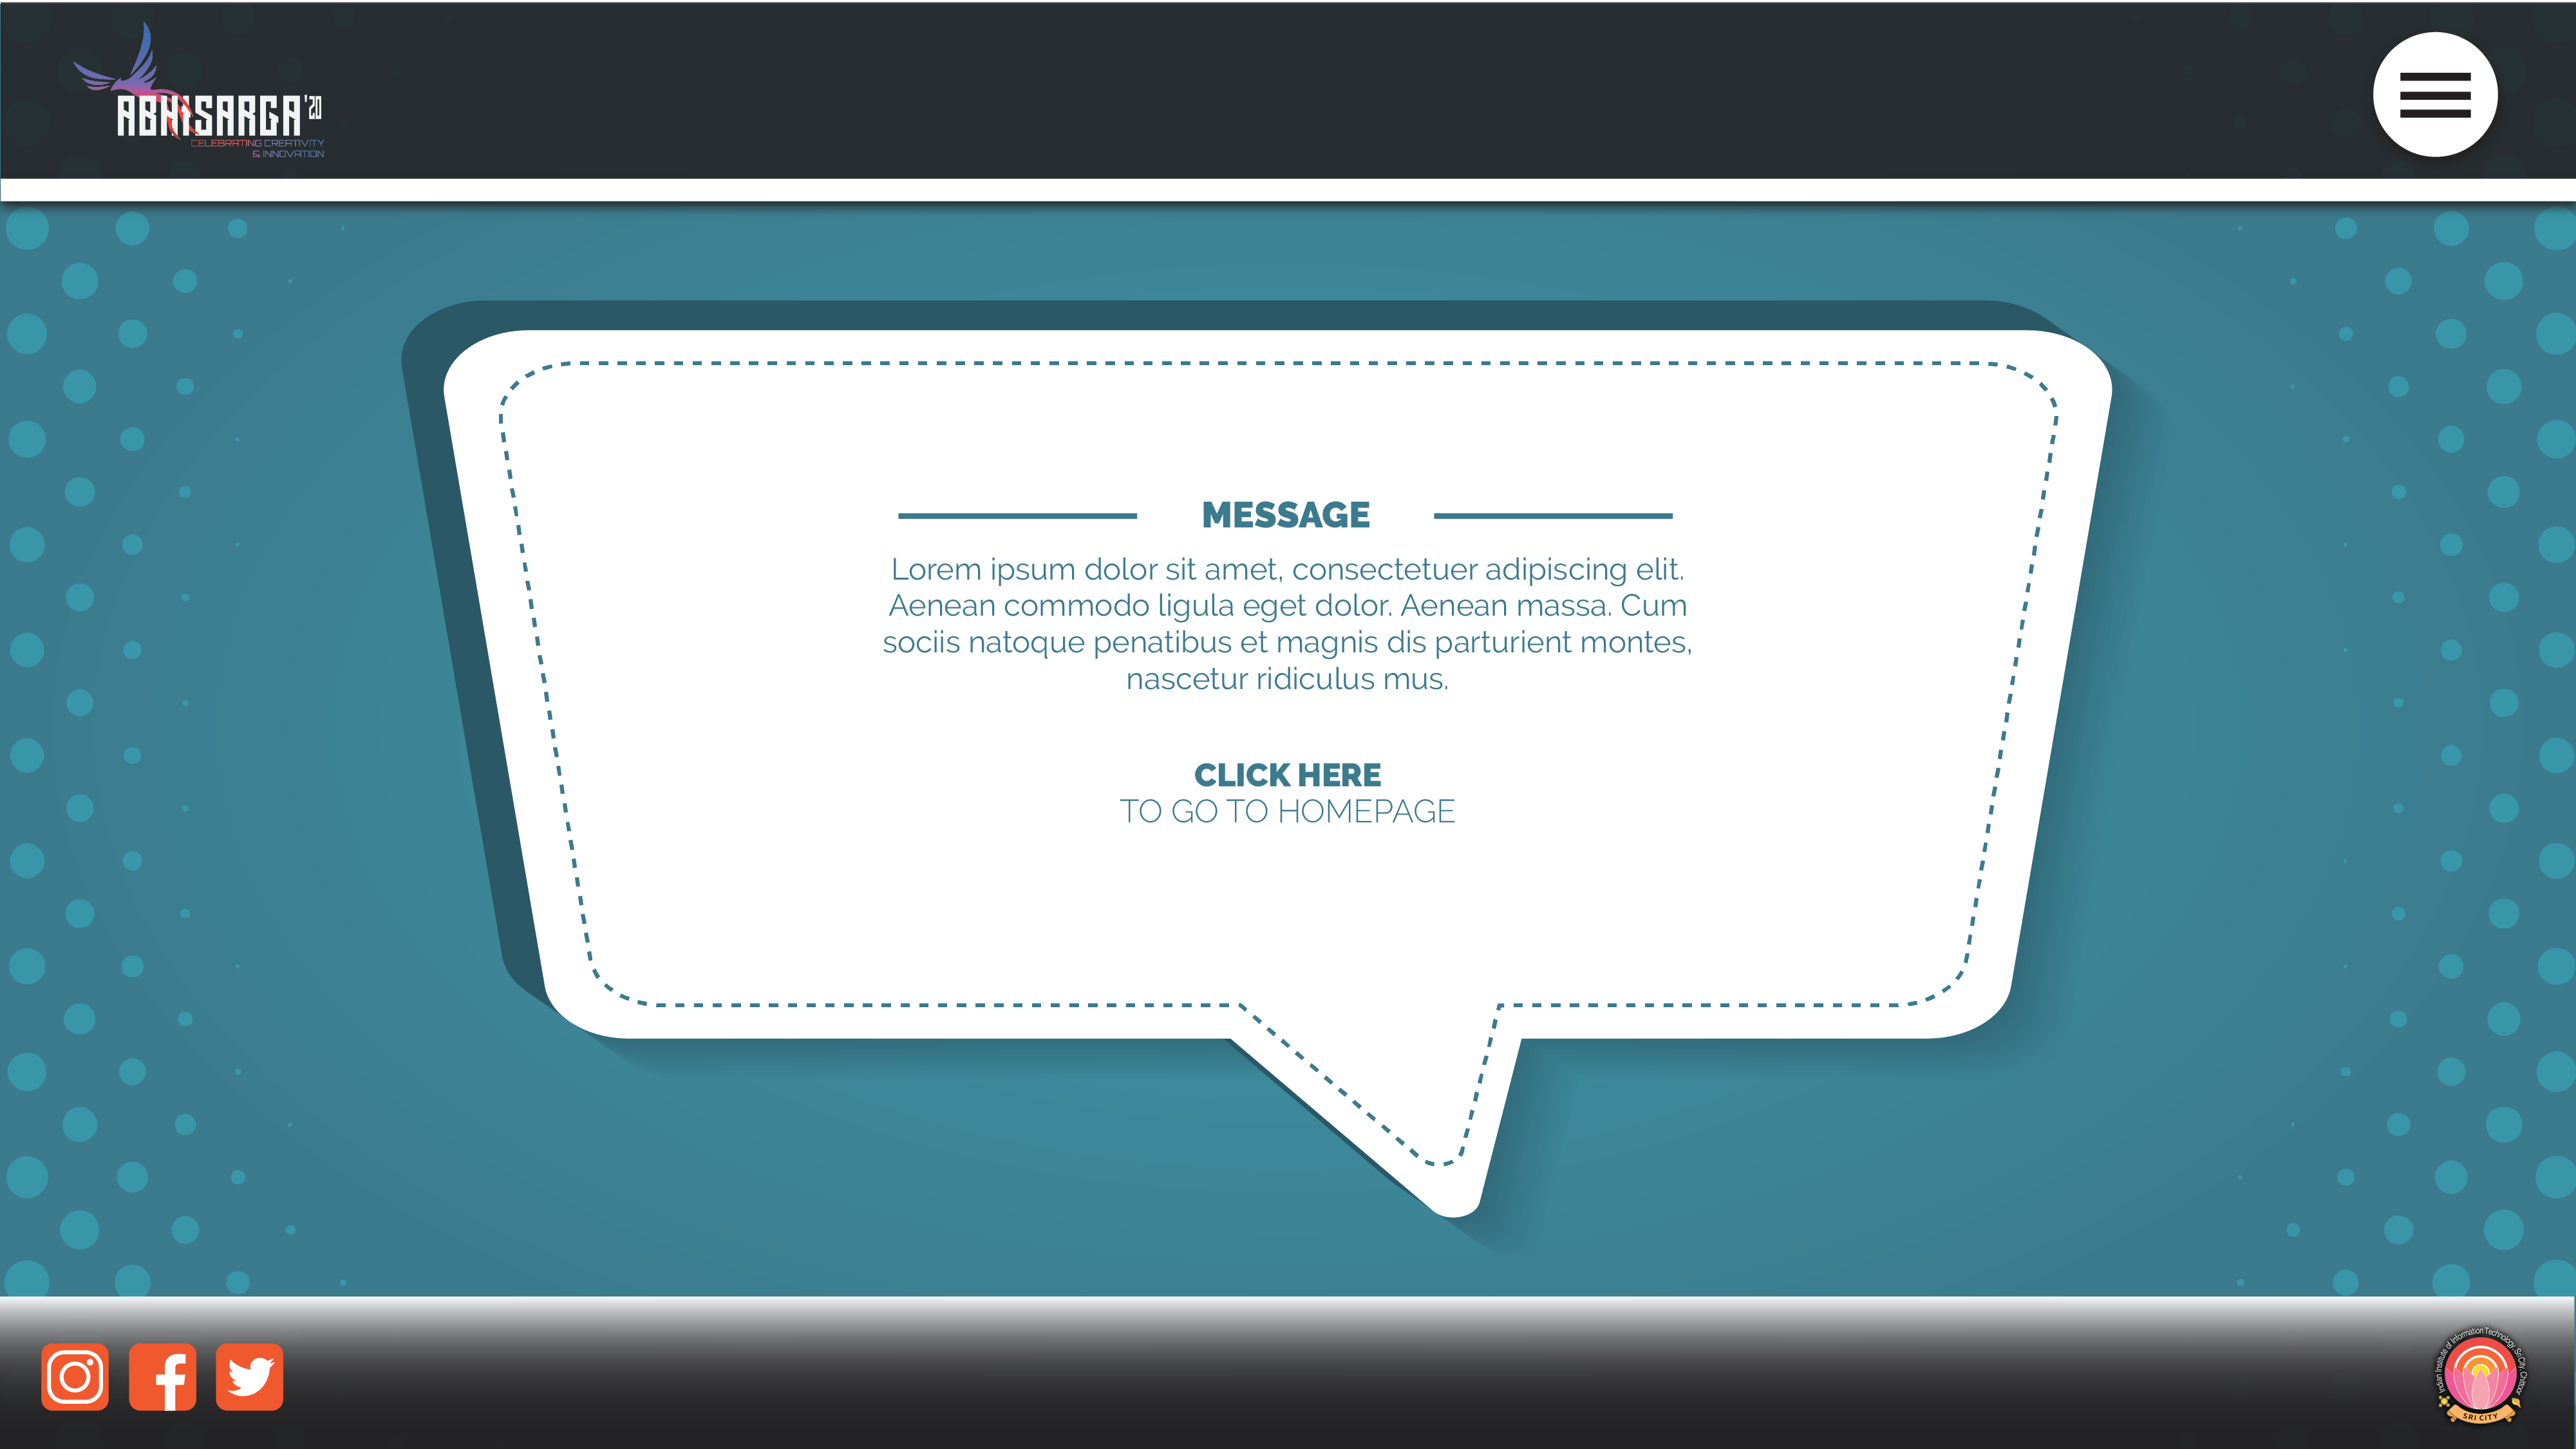 ABHISARGA'20
CELEBRATING CREATIVITY
& INNOVATION
MESSAGE
Lorem ipsum dolor sit amet, consectetuer adipiscing elit.
Aenean commodo ligula eget dolor. Aenean massa. Cum
sociis natoque penatibus et magnis dis parturient montes,
nascetur ridiculus mus.
CLICK HERE
TO GO TO HOMEPAGE
Indian Institute of Information Technology, Sri City, Chittoor
SRI CITY